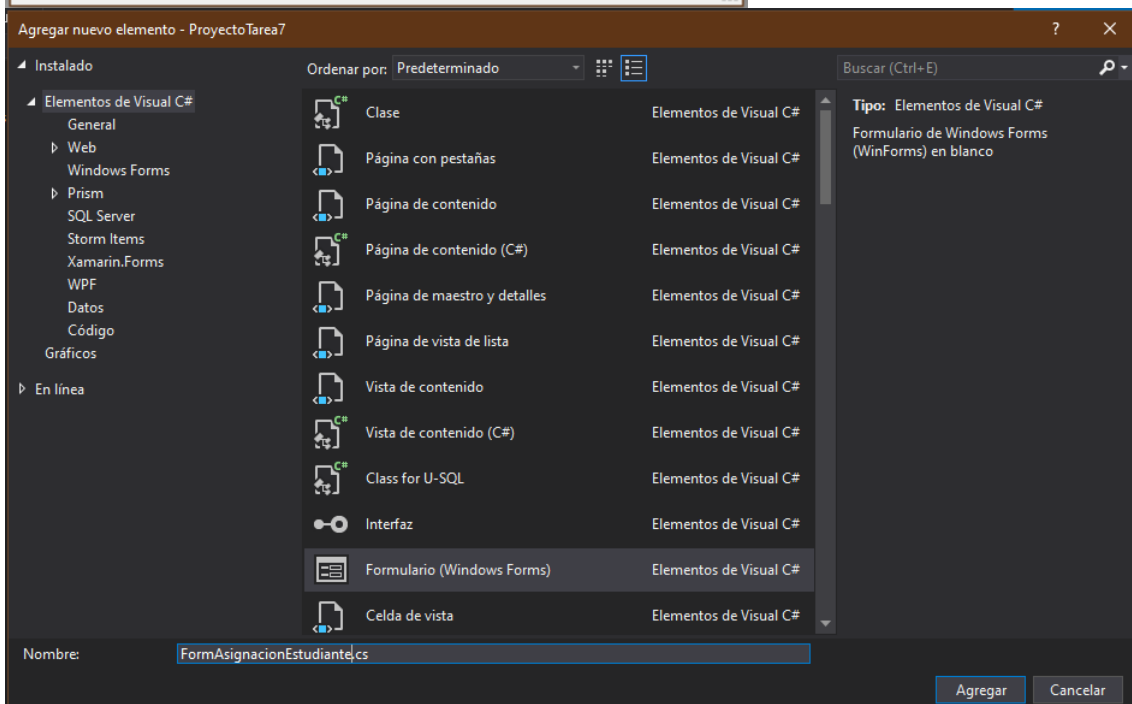 Agregar nuevo elemento - ProyectoTarea7 ? ×
Instalado
Ordenar por: Predeterminado
Buscar (Ctrl+E)
Elementos de Visual C#
General
Web
Windows Forms
Prism
SQL Server
Storm Items
Xamarin.Forms
WPF
Datos
Código
Gráficos
En línea
C# Clase Elementos de Visual C#
Página con pestañas Elementos de Visual C#
Página de contenido Elementos de Visual C#
C# Página de contenido (C#) Elementos de Visual C#
Página de maestro y detalles Elementos de Visual C#
Página de vista de lista Elementos de Visual C#
Vista de contenido Elementos de Visual C#
C# Vista de contenido (C#) Elementos de Visual C#
C# Class for U-SQL Elementos de Visual C#
Interfaz Elementos de Visual C#
Formulario (Windows Forms) Elementos de Visual C#
Celda de vista Elementos de Visual C#
Tipo: Elementos de Visual C#
Formulario de Windows Forms
(WinForms) en blanco
Nombre: FormAsignacionEstudiante.cs
Agregar Cancelar